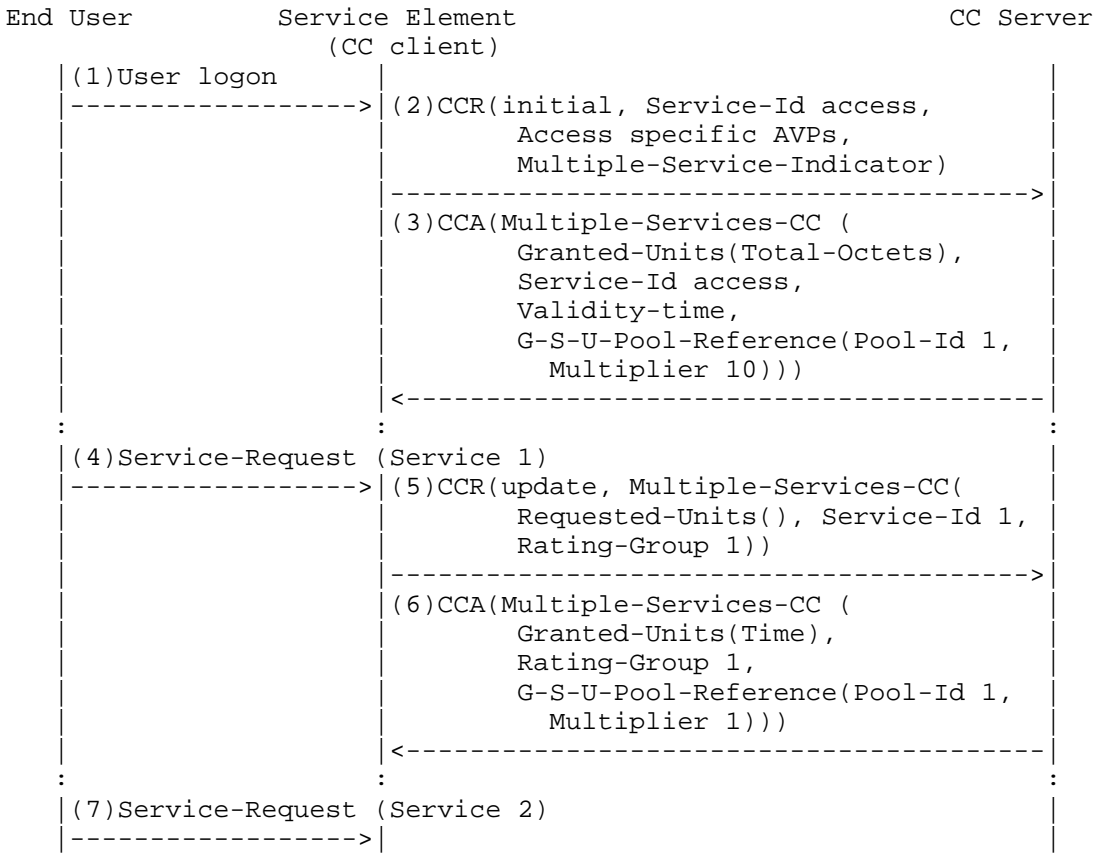 End User Service Element CC Server
(CC client)
(1)User logon
(2)CCR(initial, Service-Id access,
Access specific AVPs,
Multiple-Service-Indicator)
(3)CCA(Multiple-Services-CC (
Granted-Units(Total-Octets),
Service-Id access,
Validity-time,
G-S-U-Pool-Reference(Pool-Id 1,
Multiplier 10)))
(4)Service-Request (Service 1)
(5)CCR(update, Multiple-Services-CC(
Requested-Units(), Service-Id 1,
Rating-Group 1))
(6)CCA(Multiple-Services-CC (
Granted-Units(Time),
Rating-Group 1,
G-S-U-Pool-Reference(Pool-Id 1,
Multiplier 1)))
(7)Service-Request (Service 2)